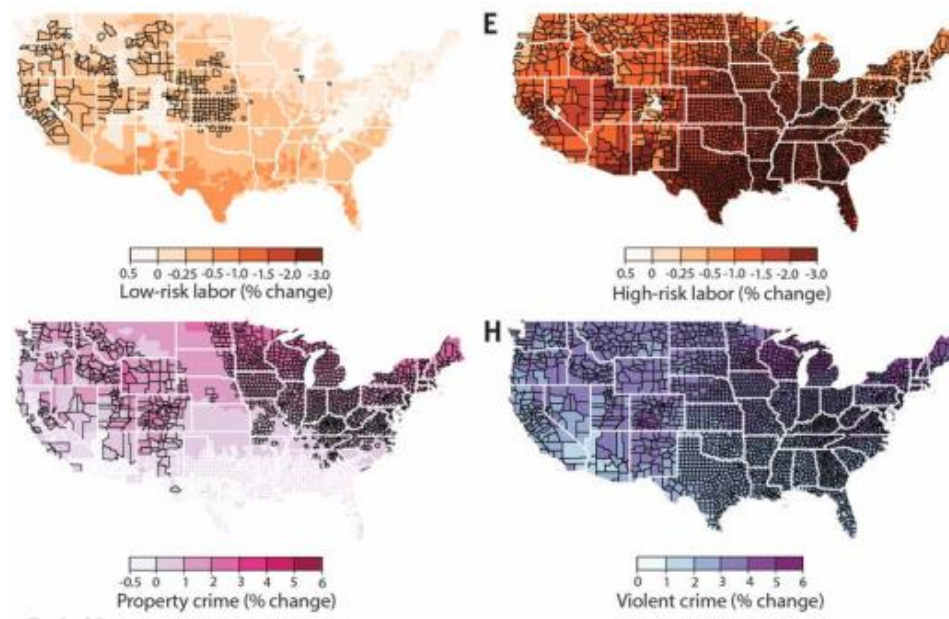 E
0.5 0 -0.25 -0.5 -1.0 -1.5 -2.0 -3.0
Low-risk labor (% change)
0.5 0 -0.25 -0.5 -1.0 -1.5 -2.0 -3.0
High-risk labor (% change)
H
-0.5 0 1 2 3 4 5 6
Property crime (% change)
0 1 2 3 4 5 6
Violent crime (% change)